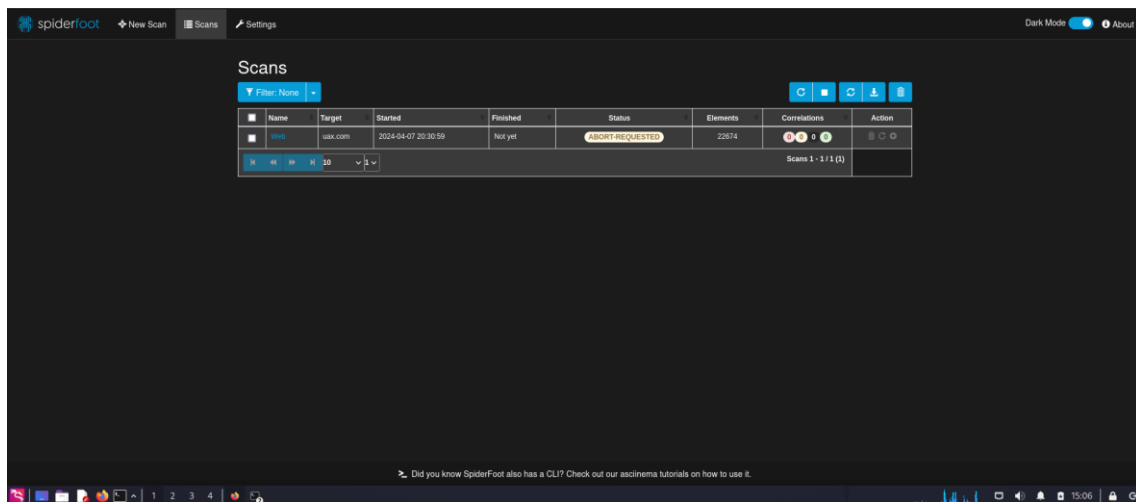 spiderfoot New Scan Scans Settings Dark Mode About
Scans
Filter: None
Name Target Started Finished Status Elements Correlations Action
Web uax.com 2024-04-07 20:30:59 Not yet ABORT-REQUESTED 22674 0 0 0 0
10 1 Scans 1 - 1 / 1 (1)
>_ Did you know SpiderFoot also has a CLI? Check out our asciinema tutorials on how to use it.
1 2 3 4 15:06